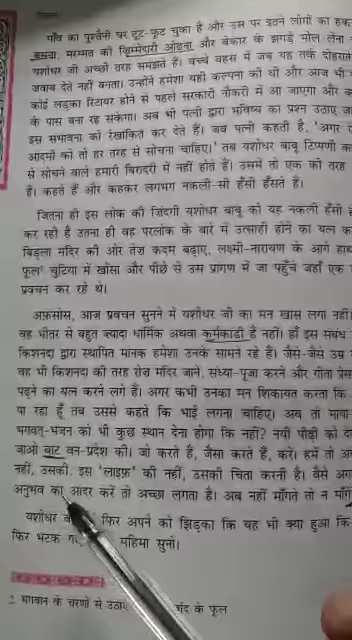 गाँव का पुश्तैनी घर टूट-फूट चुका है और उस पर इतने लोगों का हक
मरम्मत की ज़िम्मेदारी ओढ़ना और बेकार के झगड़े मोल लेना
यशोधर जी अच्छी तरह समझते हैं। बच्चे बहस में जब यह तर्क दोहराते
जवाब देते नहीं बनता। उन्होंने हमेशा यही कल्पना की थी और आज भी
कोई लड़का रिटायर होने से पहले सरकारी नौकरी में आ जाएगा और
के पास बना रह सकेगा। अब भी पत्नी द्वारा भविष्य का प्रश्न उठाए
इस संभावना को रेखांकित कर देते हैं। जब पत्नी कहती है, 'अगर
आदमी को तो हर तरह से सोचना चाहिए।' तब यशोधर बाबू टिप्पणी
से सोचने वाले हमारी बिरादरी में नहीं होते हैं। उसमें तो एक की तरह
हैं। कहते हैं और कहकर लगभग नकली-सी हँसी हँसते हैं।
जितना ही इस लोक की ज़िंदगी यशोधर बाबू को यह नकली हँसी
कर रही है उतना ही वह परलोक के बारे में उत्साही होने का यत्न
बिड़ला मंदिर की ओर तेज़ कदम बढ़ाए, लक्ष्मी-नारायण के आगे
फूल² चुटिया में खोंसा और पीछे से उस प्रांगण में जा पहुँचे जहाँ एक
प्रवचन कर रहे थे।
अफ़सोस, आज प्रवचन सुनने में यशोधर जी का मन खास लगा नहीं।
वह भीतर से बहुत ज़्यादा धार्मिक अथवा कर्मकांडी हैं नहीं। हाँ इस संबंध
किशनदा द्वारा स्थापित मानक हमेशा उनके सामने रहे हैं। जैसे-जैसे उम्र
वह भी किशनदा की तरह रोज़ मंदिर जाने, संध्या-पूजा करने और गीता प्रेस
पढ़ने का यत्न करने लगे हैं। अगर कभी उनका मन शिकायत करता कि
पा रहा हूँ तब उससे कहते कि भाई लगना चाहिए। अब तो माया-
भगवत्-भजन को भी कुछ स्थान देना होगा कि नहीं? नयी पीढ़ी को
जाओ बाट वन-प्रदेश की। जो करते हैं, जैसा करते हैं, करें। हमें तो
नहीं, उसकी, इस 'लाइफ़' की नहीं, उसकी चिंता करनी है। वैसे अगर
अनुभव का आदर करें तो अच्छा लगता है। अब नहीं माँगते तो न
यशोधर फिर अपने को झिड़का कि यह भी क्या हुआ कि
फिर भटक महिमा सुनो।
2 भगवान के चरणों से फूल